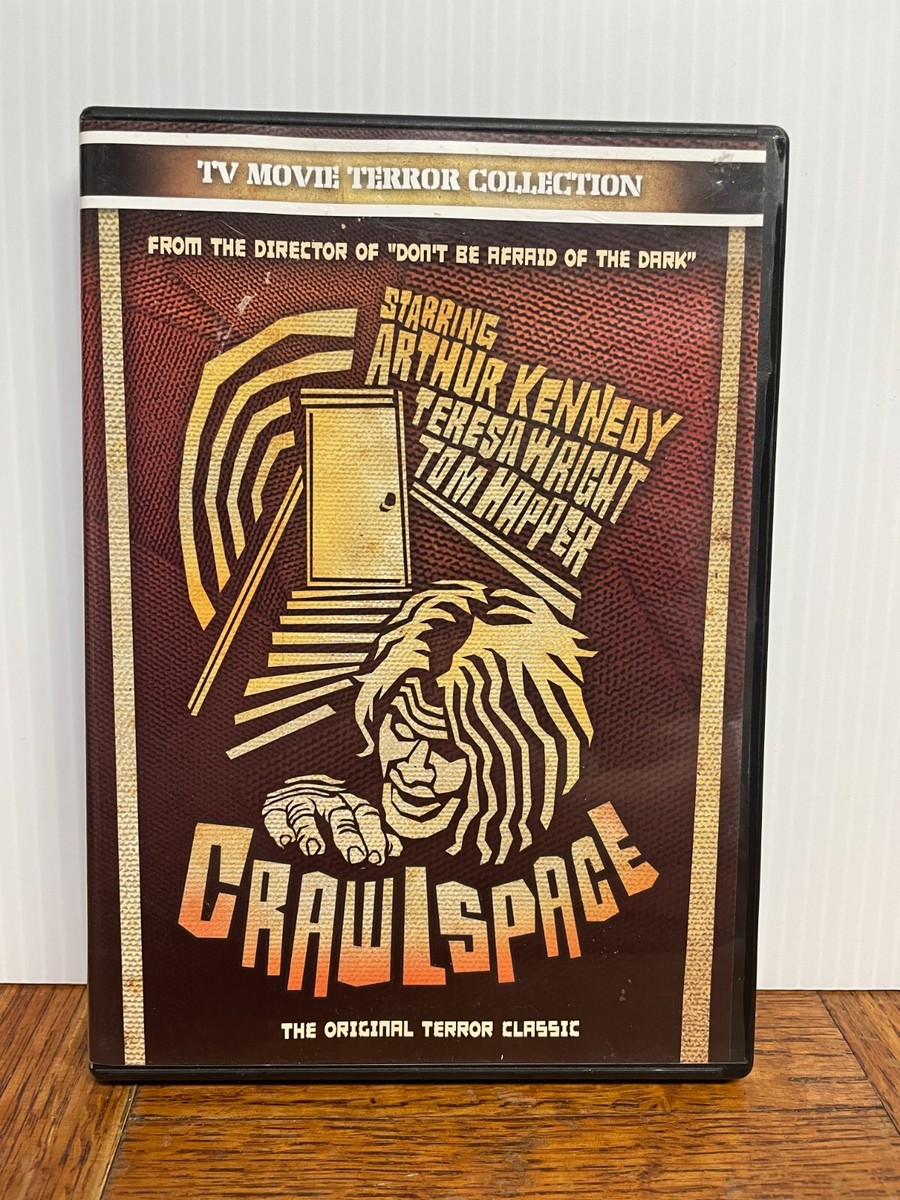 TV MOVIE TERROR COLLECTION
FROM THE DIRECTOR OF "DON'T BE AFRAID OF THE DARK"
STARRING
ARTHUR KENNEDY
TERESA WRIGHT
TOM HAPPER
CRAWLSPACE
THE ORIGINAL TERROR CLASSIC